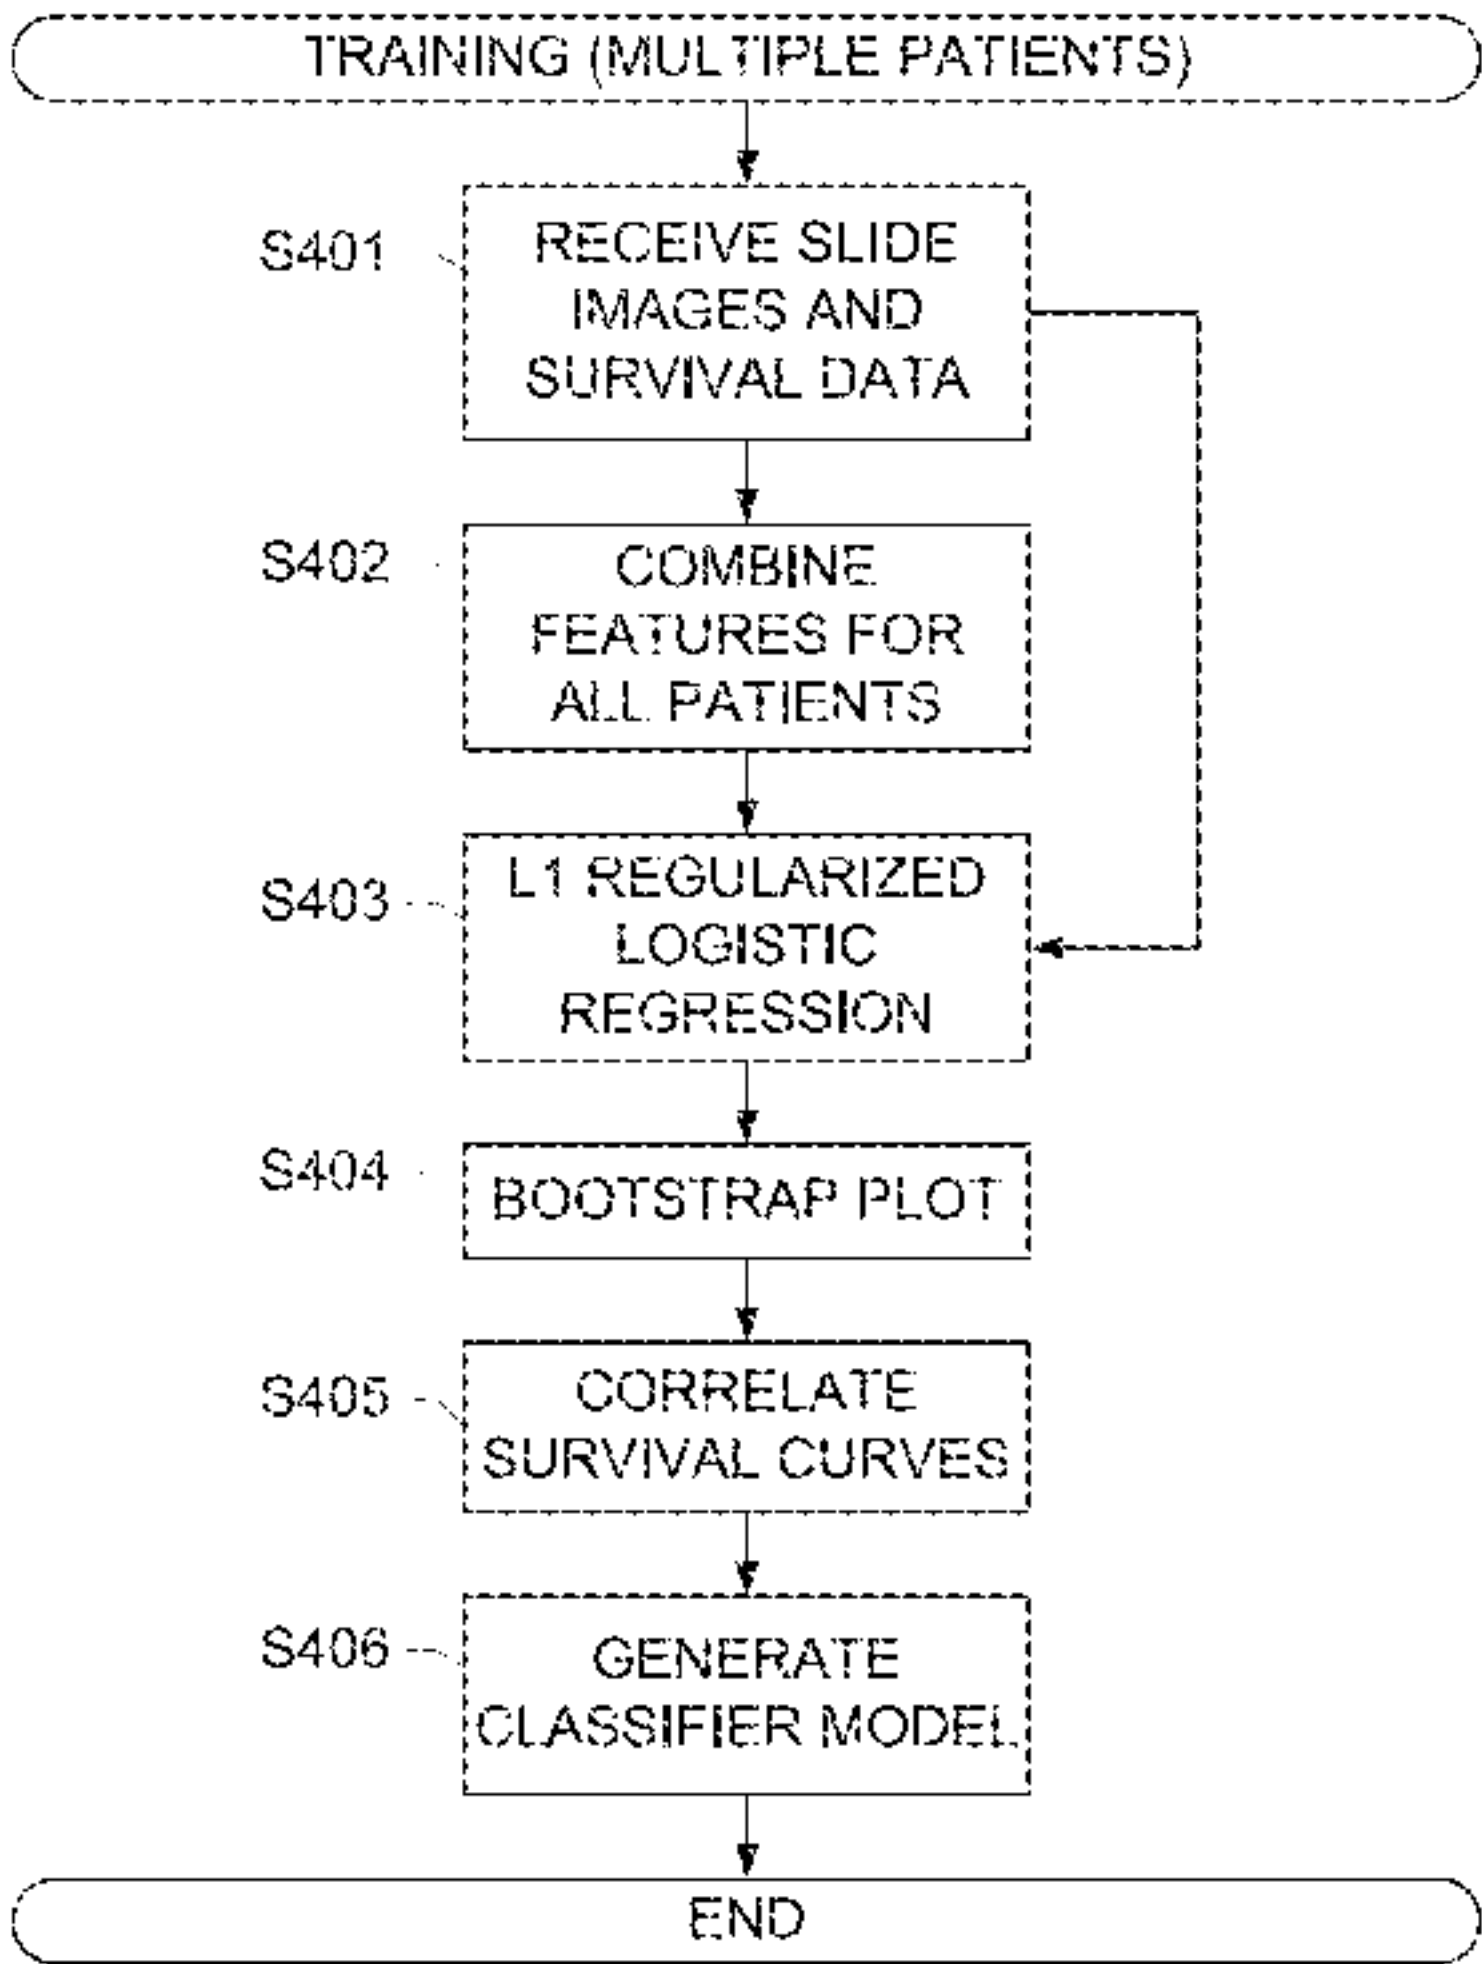 TRAINING (MULTIPLE PATIENTS)
S401
RECEIVE SLIDE
IMAGES AND
SURVIVAL DATA
S402
COMBINE
FEATURES FOR
ALL PATIENTS
S403
L1 REGULARIZED
LOGISTIC
REGRESSION
S404
BOOTSTRAP PLOT
S405
CORRELATE
SURVIVAL CURVES
S406
GENERATE
CLASSIFIER MODEL
END